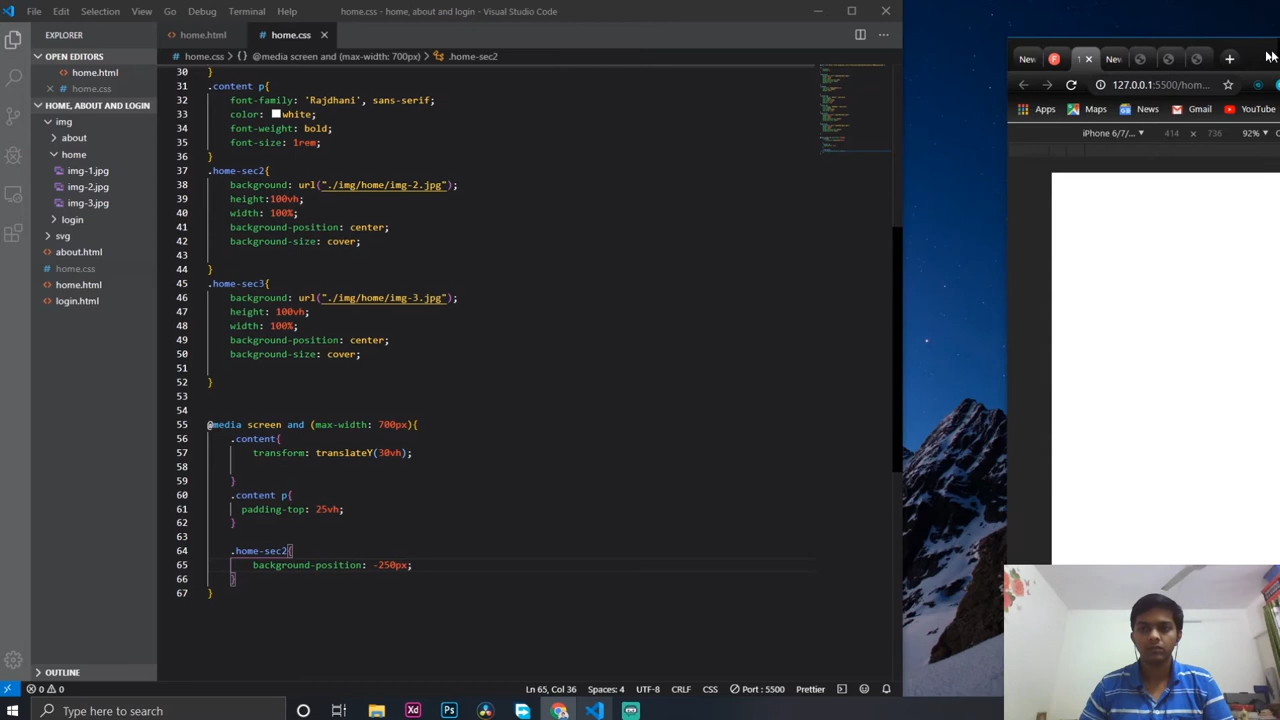 File Edit Selection View Go Debug Terminal Help home.css - home, about and login - Visual Studio Code
EXPLORER
OPEN EDITORS
home.html
home.css
HOME, ABOUT AND LOGIN
img
about
home
img-1.jpg
img-2.jpg
img-3.jpg
login
svg
about.html
home.css
home.html
login.html
OUTLINE
home.html home.css
home.css @media screen and (max-width: 700px) .home-sec2
30 }
31 .content p{
32 font-family: 'Rajdhani', sans-serif;
33 color: white;
34 font-weight: bold;
35 font-size: 1rem;
36 }
37 .home-sec2{
38 background: url("./img/home/img-2.jpg");
39 height:100vh;
40 width: 100%;
41 background-position: center;
42 background-size: cover;
43
44 }
45 .home-sec3{
46 background: url("./img/home/img-3.jpg");
47 height: 100vh;
48 width: 100%;
49 background-position: center;
50 background-size: cover;
51
52 }
53
54
55 @media screen and (max-width: 700px){
56 .content{
57 transform: translateY(30vh);
58
59 }
60 .content p{
61 padding-top: 25vh;
62 }
63
64 .home-sec2{
65 background-position: -250px;
66 }
67 }
0 0 Ln 65, Col 36 Spaces: 4 UTF-8 CRLF CSS Port : 5500 Prettier
Type here to search
New 1 New
127.0.0.1:5500/hom...
Apps Maps News Gmail YouTube
iPhone 6/7/... 414 × 736 92%